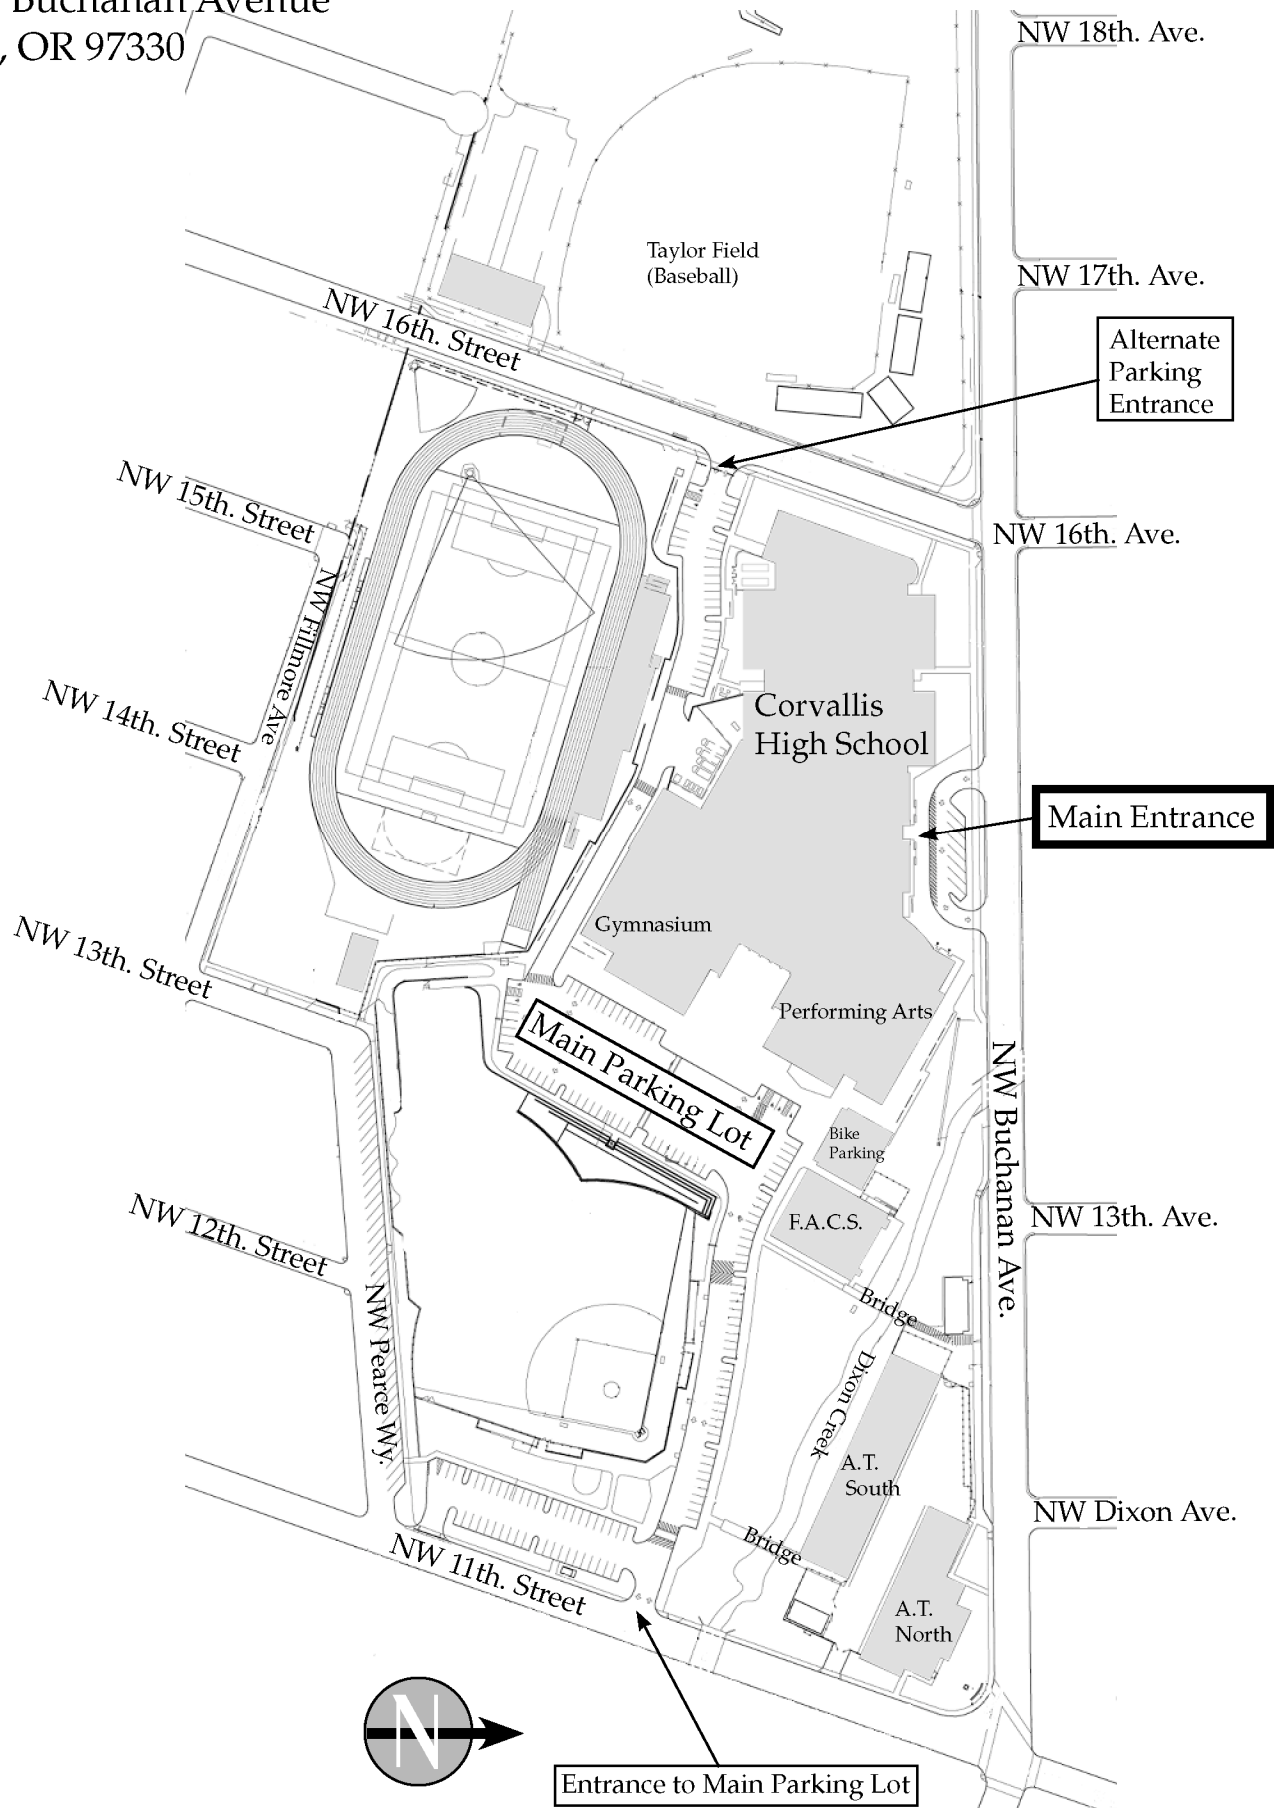 Buchanan Avenue
, OR 97330
NW 18th. Ave.
Taylor Field
(Baseball)
NW 17th. Ave.
NW 16th. Street
Alternate
Parking
Entrance
NW 15th. Street
NW 16th. Ave.
NW Fillmore Ave
NW 14th. Street
Corvallis
High School
Main Entrance
Gymnasium
NW 13th. Street
Performing Arts
Main Parking Lot
NW Buchanan Ave.
Bike
Parking
NW 12th. Street
F.A.C.S.
NW 13th. Ave.
Bridge
NW Pearce Wy.
Dixon Creek
A.T.
South
NW Dixon Ave.
Bridge
NW 11th. Street
A.T.
North
N
Entrance to Main Parking Lot